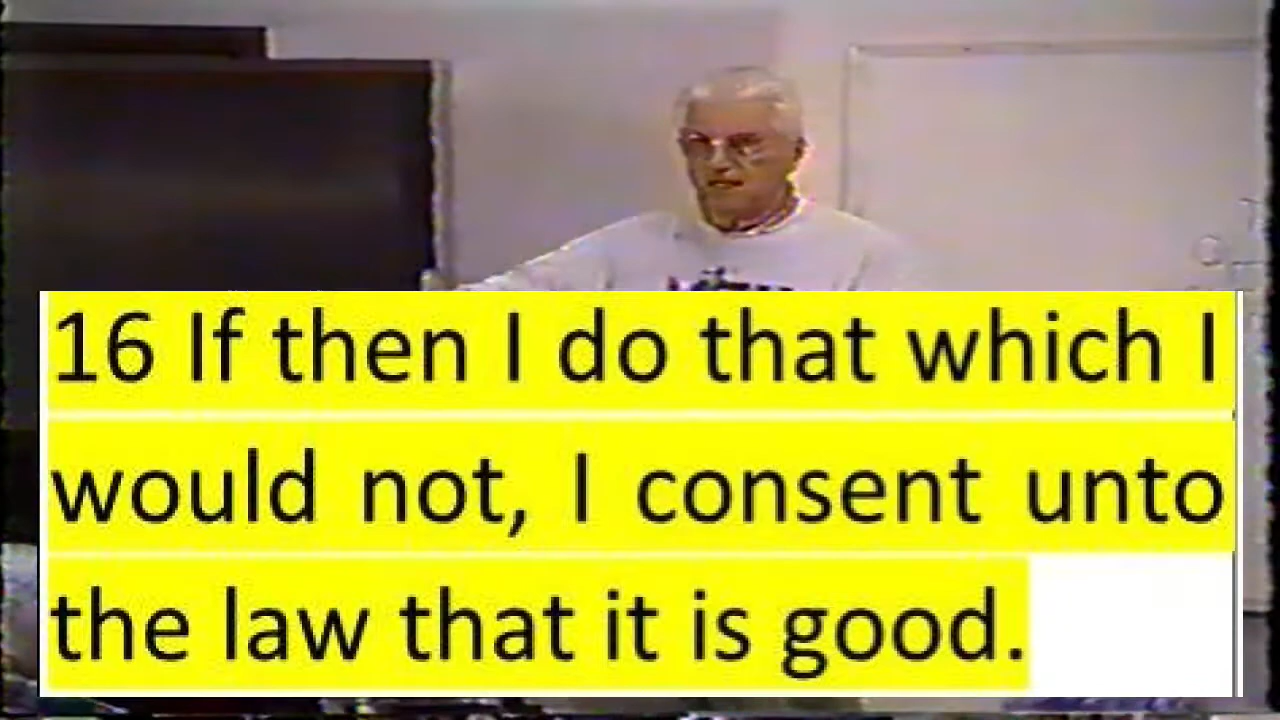 16 If then I do that which I
would not, I consent unto
the law that it is good.